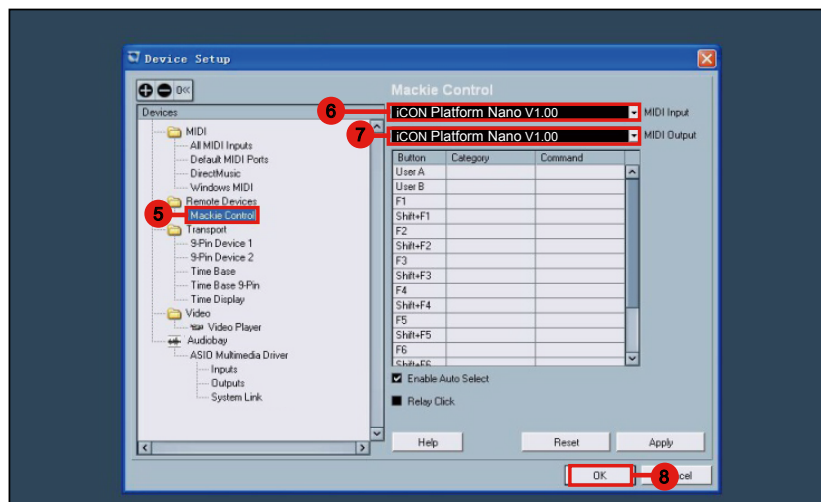 Device Setup
Devices
MIDI
All MIDI Inputs
Default MIDI Ports
DirectMusic
Windows MIDI
Remote Devices
5
Mackie Control
Transport
9-Pin Device 1
9-Pin Device 2
Time Base
Time Base 9-Pin
Time Display
Video
Video Player
Audiobay
ASIO Multimedia Driver
Inputs
Outputs
System Link
Mackie Control
6 iCON Platform Nano V1.00 MIDI Input
7 iCON Platform Nano V1.00 MIDI Output
Button Category Command
User A
User B
F1
Shift+F1
F2
Shift+F2
F3
Shift+F3
F4
Shift+F4
F5
Shift+F5
F6
Shift+F6
Enable Auto Select
Relay Click
Help Reset Apply
OK 8 cel